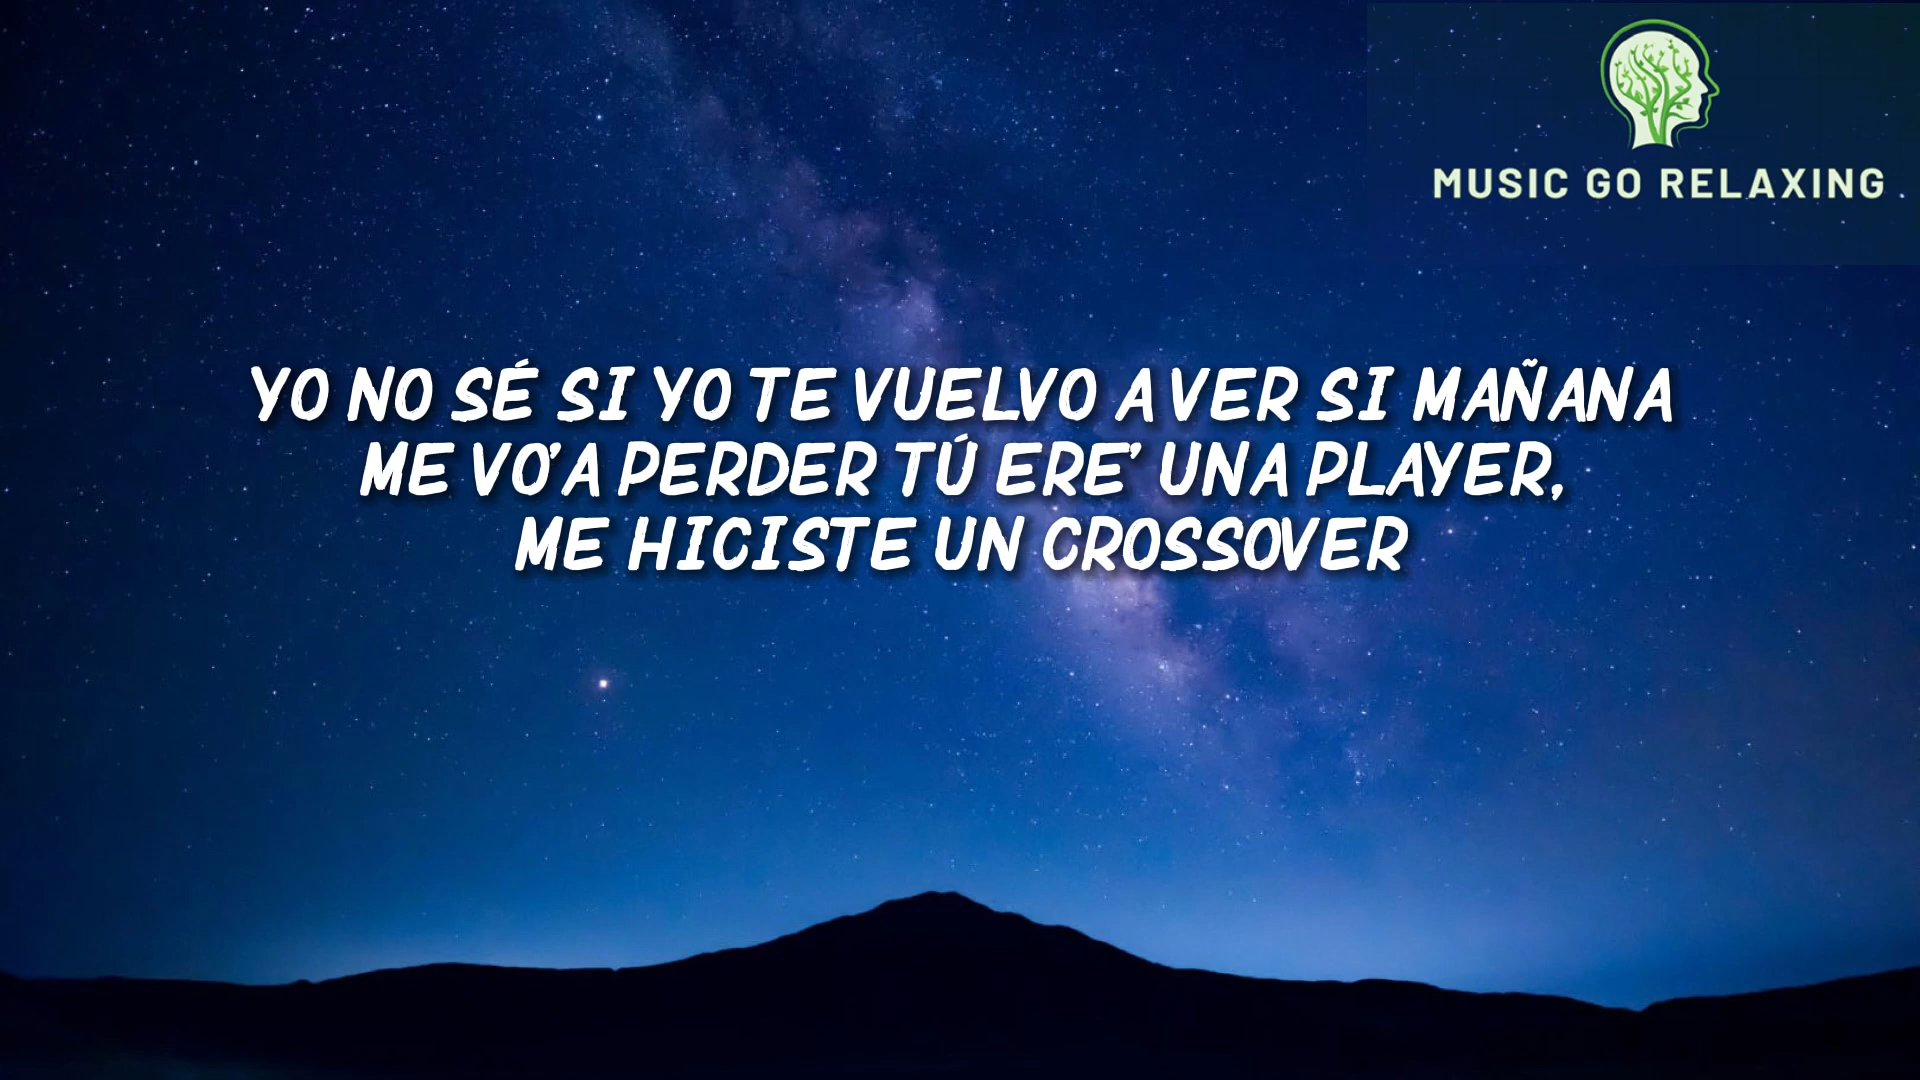 MUSIC GO RELAXING
YO NO SÉ SI YO TE VUELVO A VER SI MAÑANA
ME VO'A PERDER TÚ ERE' UNA PLAYER,
ME HICISTE UN CROSSOVER